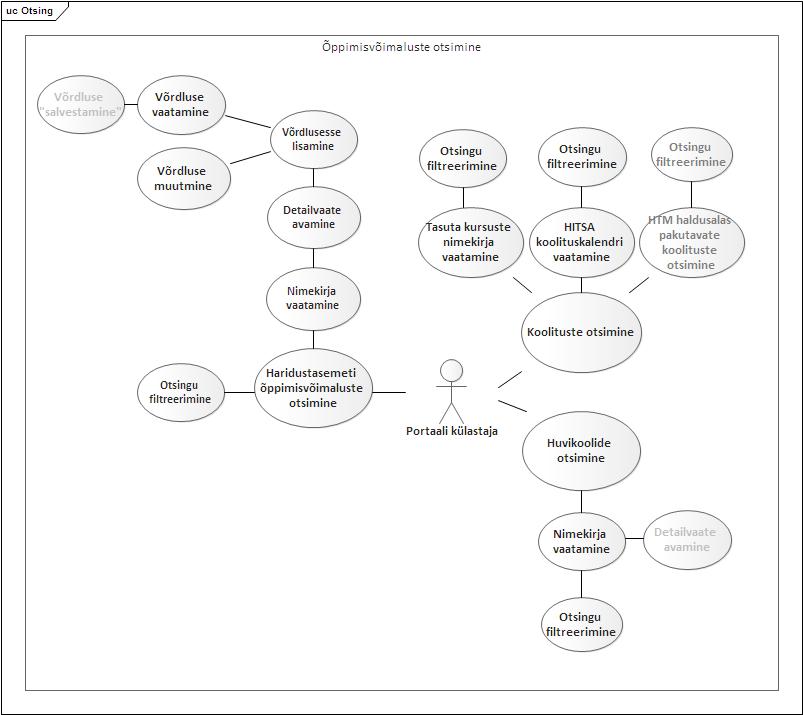 uc Otsing
Õppimisvõimaluste otsimine
Võrdluse
"salvestamine"
Võrdluse
vaatamine
Võrdlusesse
lisamine
Võrdluse
muutmine
Detailvaate
avamine
Nimekirja
vaatamine
Otsingu
filtreerimine
Haridustasemeti
õppimisvõimaluste
otsimine
Portaali külastaja
Otsingu
filtreerimine
Otsingu
filtreerimine
Otsingu
filtreerimine
Tasuta kursuste
nimekirja
vaatamine
HITSA
koolituskalendri
vaatamine
HTM haldusalas
pakutavate
koolituste
otsimine
Koolituste otsimine
Huvikoolide
otsimine
Nimekirja
vaatamine
Detailvaate
avamine
Otsingu
filtreerimine